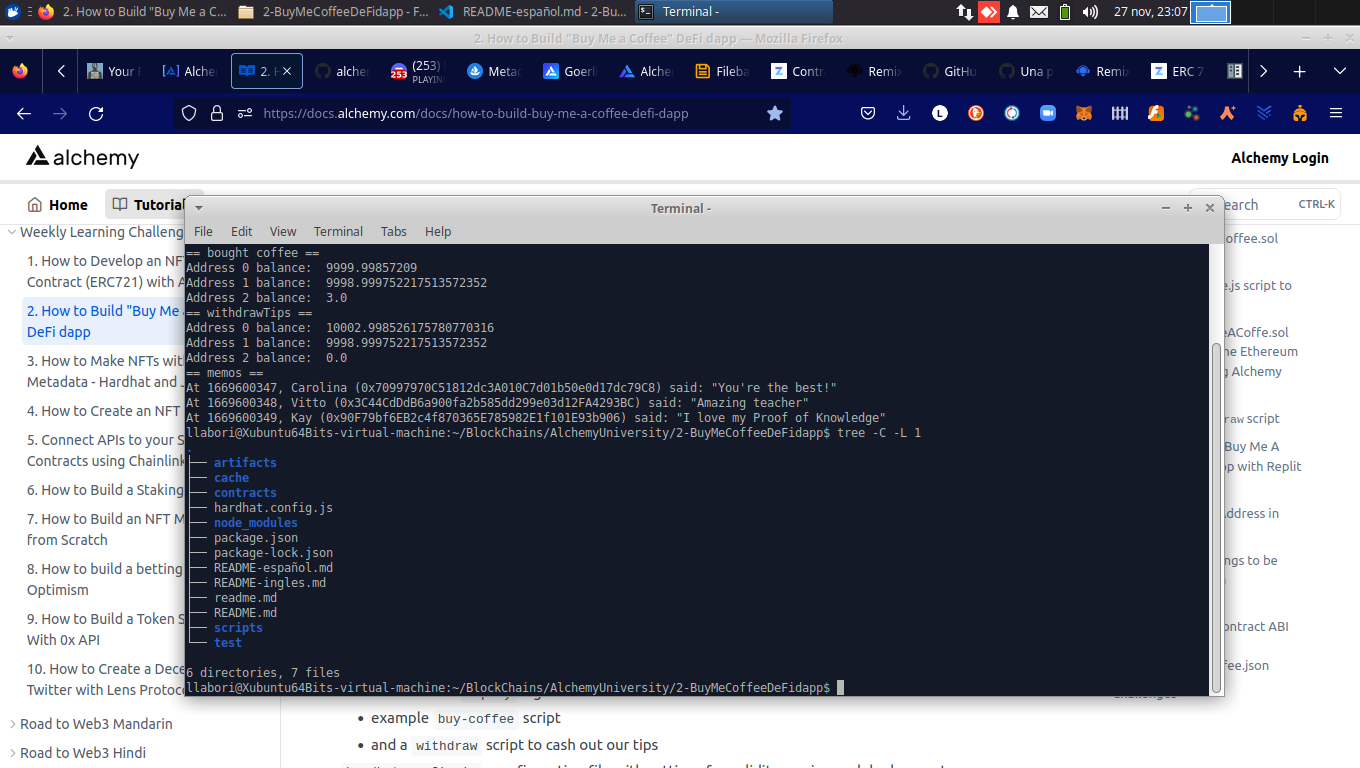 2. How to Build "Buy Me a C...
2-BuyMeCoffeeDeFidapp - F...
README-español.md - 2-Bu...
Terminal -
27 nov, 23:07
2. How to Build "Buy Me a Coffee" DeFi dapp — Mozilla Firefox
Your
Alche
2. H
alche
(253)
PLAYIN
253
Metac
Goerl
Alche
Fileba
Contr
Remix
GitHu
Una p
Remix
ERC 7
https://docs.alchemy.com/docs/how-to-build-buy-me-a-coffee-defi-dapp
alchemy
Alchemy Login
Home
Tutorial
earch
CTRL-K
Terminal -
File Edit View Terminal Tabs Help
Weekly Learning Challeng
1. How to Develop an NF
Contract (ERC721) with A
2. How to Build "Buy Me
DeFi dapp
3. How to Make NFTs wit
Metadata - Hardhat and
4. How to Create an NFT
5. Connect APIs to your S
Contracts using Chainlink
6. How to Build a Staking
7. How to Build an NFT M
from Scratch
8. How to build a betting
Optimism
9. How to Build a Token S
With 0x API
10. How to Create a Dece
Twitter with Lens Protoco
Road to Web3 Mandarin
Road to Web3 Hindi
== bought coffee ==
Address 0 balance:  9999.99857209
Address 1 balance:  9998.999752217513572352
Address 2 balance:  3.0
== withdrawTips ==
Address 0 balance:  10002.998526175780770316
Address 1 balance:  9998.999752217513572352
Address 2 balance:  0.0
== memos ==
At 1669600347, Carolina (0x70997970C51812dc3A010C7d01b50e0d17dc79C8) said: "You're the best!"
At 1669600348, Vitto (0x3C44CdDdB6a900fa2b585dd299e03d12FA4293BC) said: "Amazing teacher"
At 1669600349, Kay (0x90F79bf6EB2c4f870365E785982E1f101E93b906) said: "I love my Proof of Knowledge"
llabori@Xubuntu64Bits-virtual-machine:~/BlockChains/AlchemyUniversity/2-BuyMeCoffeeDeFidapp$ tree -C -L 1
.
├── artifacts
├── cache
├── contracts
├── hardhat.config.js
├── node_modules
├── package.json
├── package-lock.json
├── README-español.md
├── README-ingles.md
├── readme.md
├── README.md
├── scripts
└── test
6 directories, 7 files
llabori@Xubuntu64Bits-virtual-machine:~/BlockChains/AlchemyUniversity/2-BuyMeCoffeeDeFidapp$
offee.sol
e.js script to
eACoffe.sol
he Ethereum
g Alchemy
raw script
Buy Me A
p with Replit
Address in
ngs to be
ontract ABI
fee.json
example buy-coffee script
and a withdraw script to cash out our tips